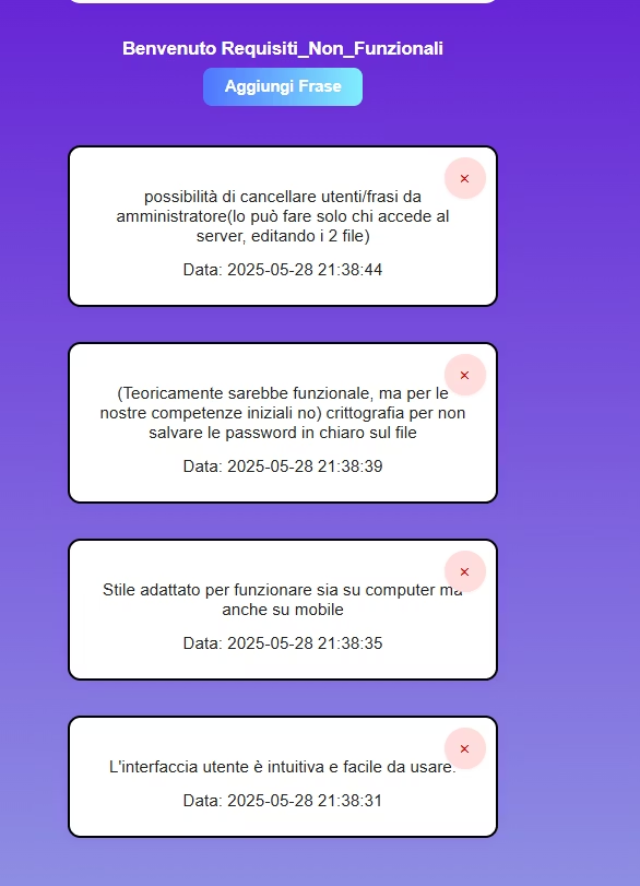 Benvenuto Requisiti_Non_Funzionali
Aggiungi Frase
×
possibilità di cancellare utenti/frasi da
amministratore(lo può fare solo chi accede al
server, editando i 2 file)
Data: 2025-05-28 21:38:44
×
(Teoricamente sarebbe funzionale, ma per le
nostre competenze iniziali no) crittografia per non
salvare le password in chiaro sul file
Data: 2025-05-28 21:38:39
×
Stile adattato per funzionare sia su computer ma
anche su mobile
Data: 2025-05-28 21:38:35
×
L'interfaccia utente è intuitiva e facile da usare.
Data: 2025-05-28 21:38:31